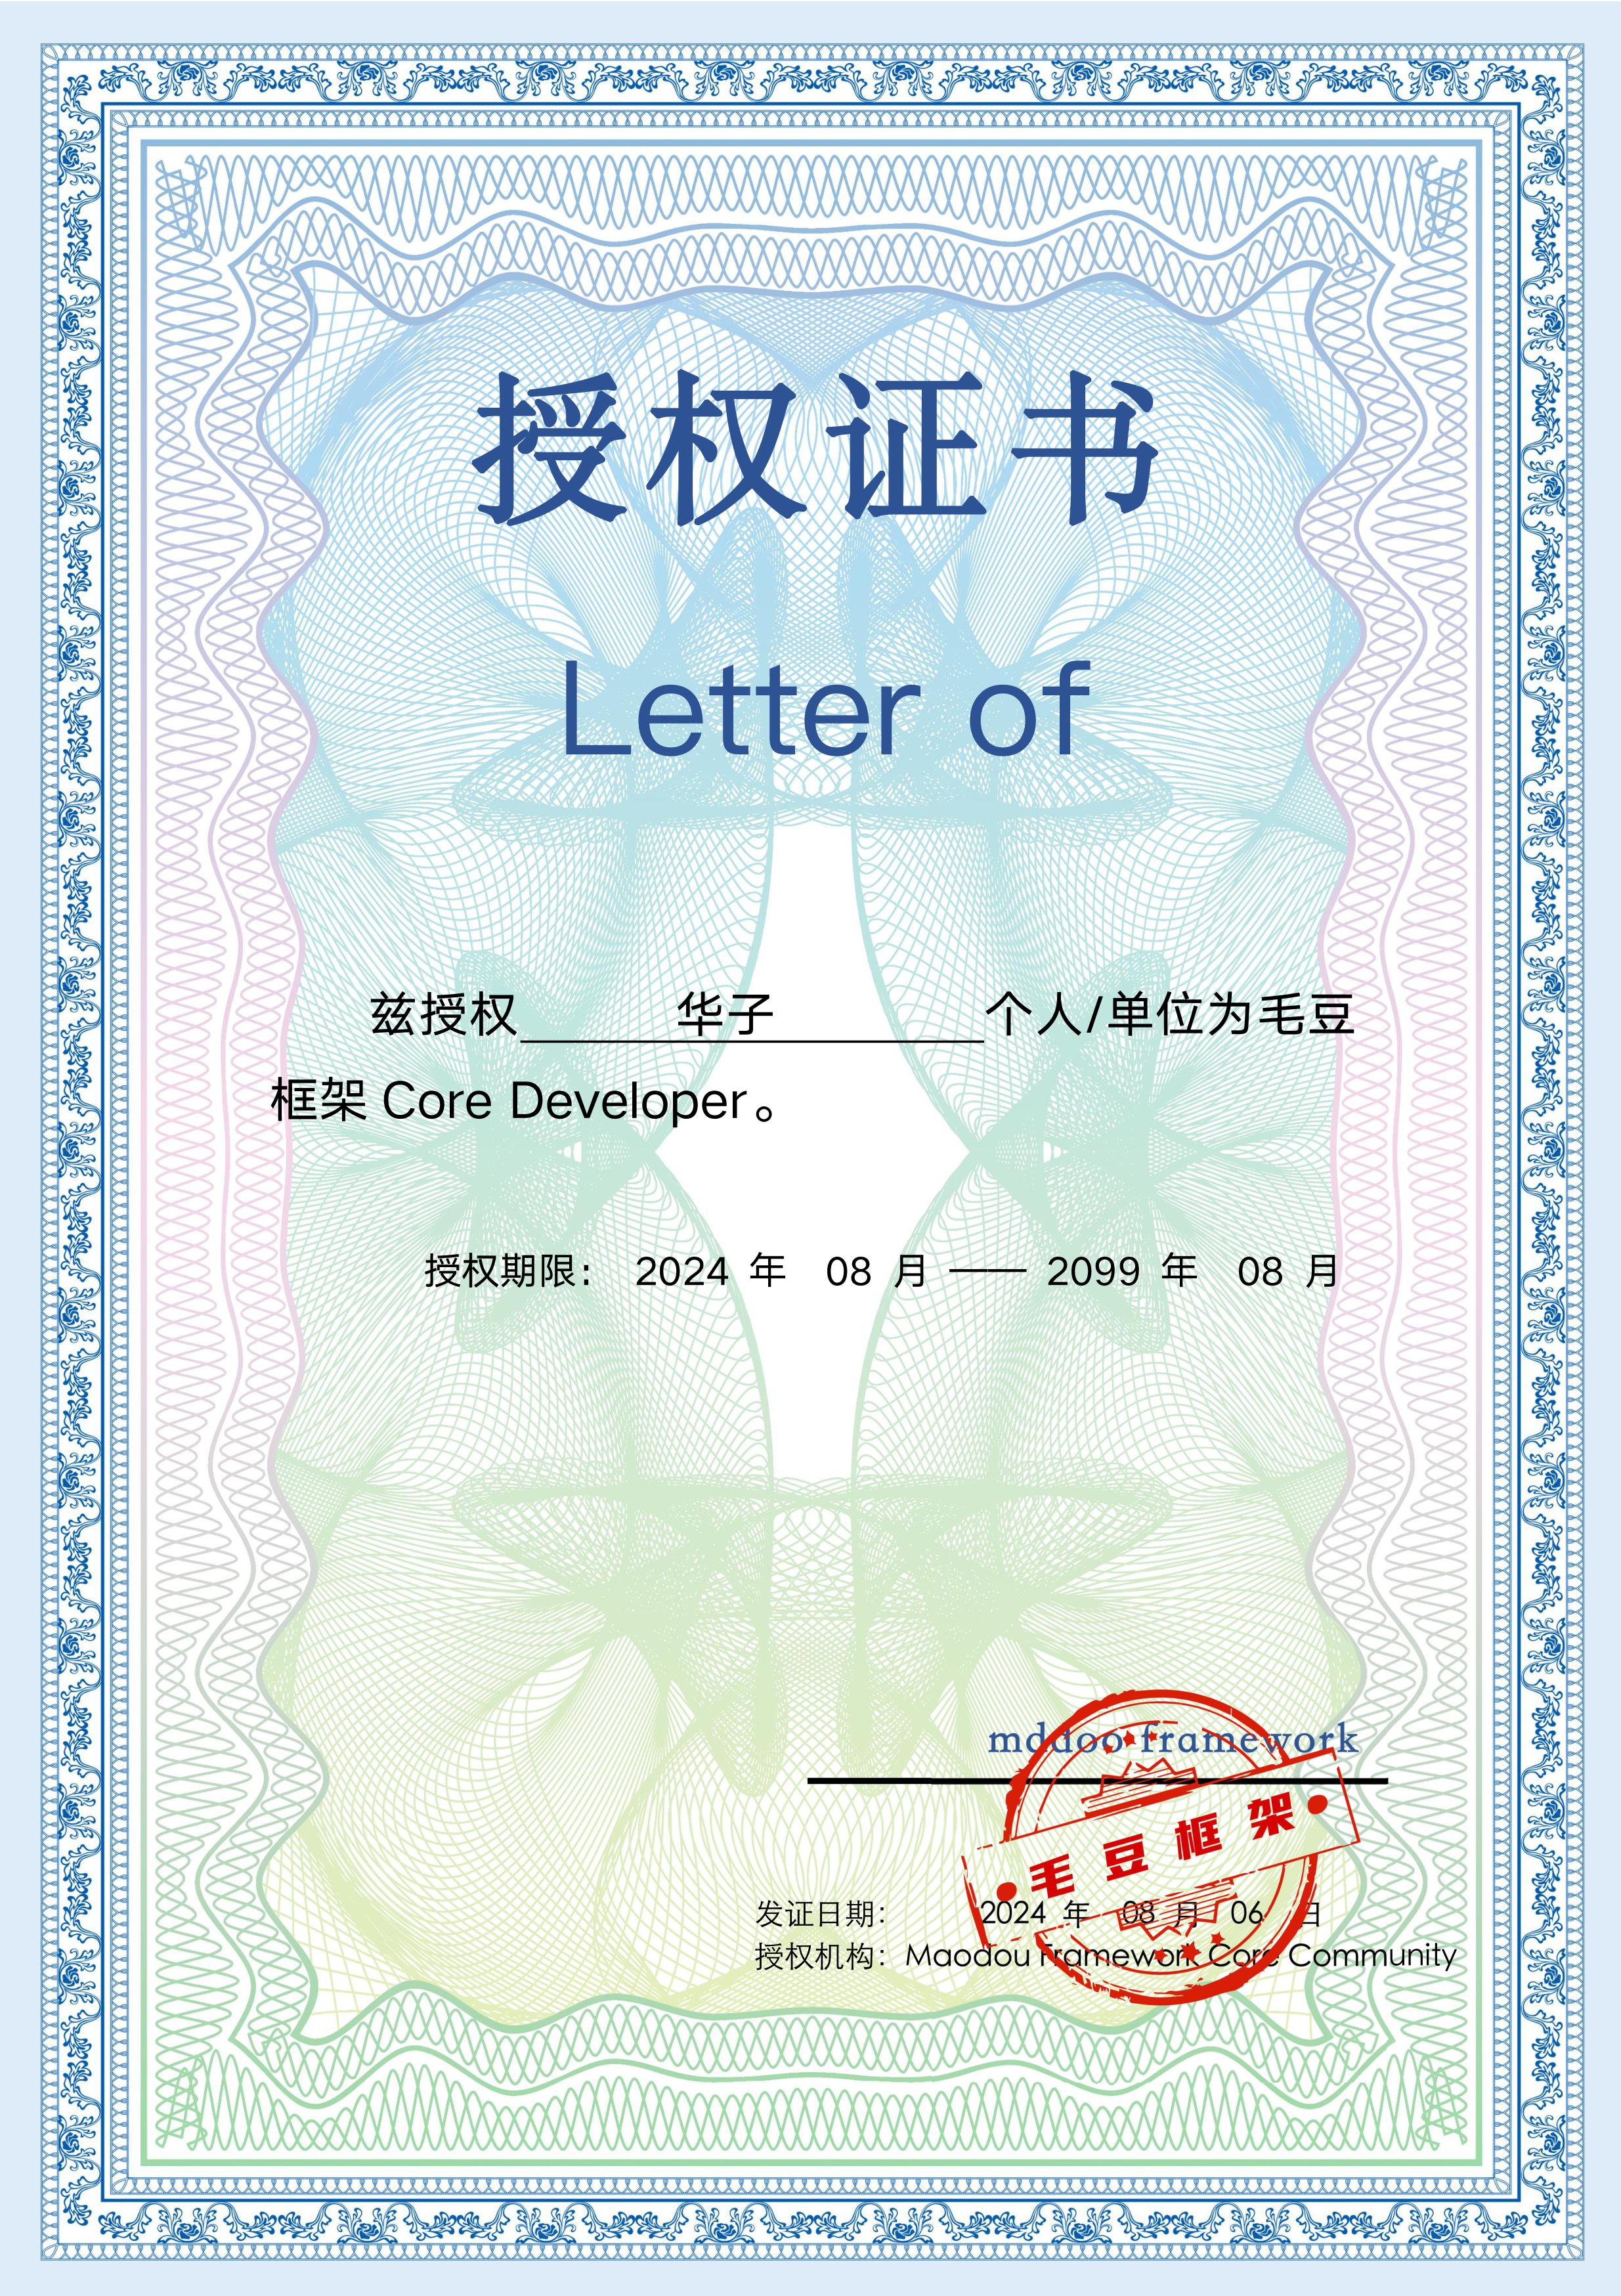 授权证书
Letter of
兹授权 华子 个人/单位为毛豆
框架 Core Developer。
授权期限： 2024 年 08 月 —— 2099 年 08 月
mddoo framework
毛豆框架
发证日期： 2024 年 08 月 06 日
授权机构：Maodou Framework Core Community